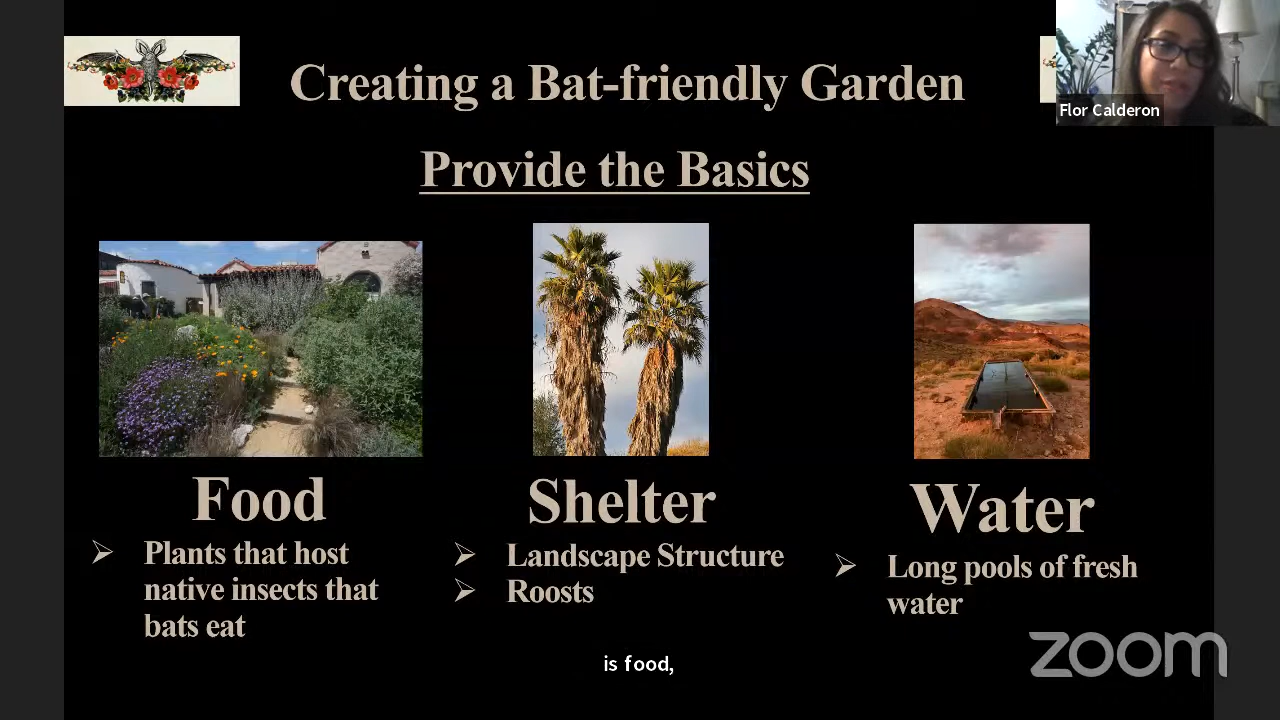 Creating a Bat-friendly Garden
Flor Calderon
Provide the Basics
Food
➢ Plants that host
native insects that
bats eat
Shelter
➢ Landscape Structure
➢ Roosts
Water
➢ Long pools of fresh
water
is food,
zoom